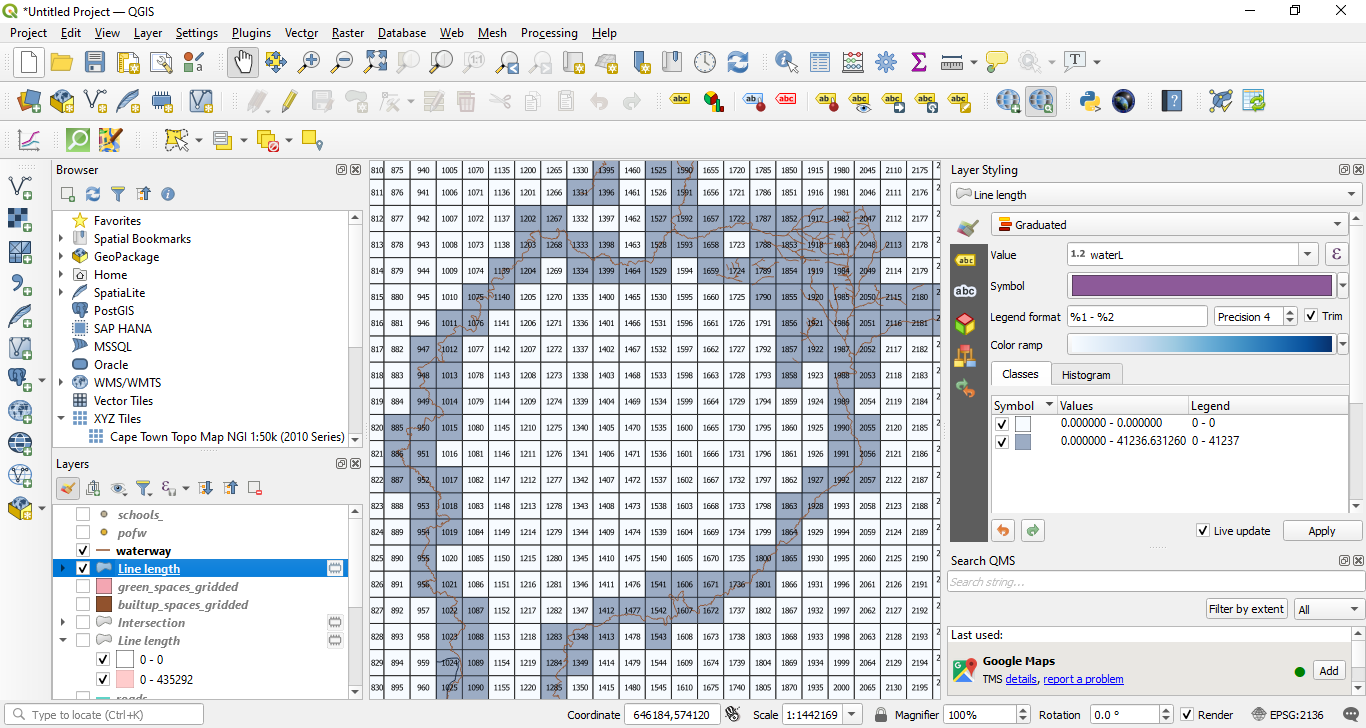 *Untitled Project — QGIS
Project Edit View Layer Settings Plugins Vector Raster Database Web Mesh Processing Help
Browser
Favorites
Spatial Bookmarks
GeoPackage
Home
SpatiaLite
PostGIS
SAP HANA
MSSQL
Oracle
WMS/WMTS
Vector Tiles
XYZ Tiles
Cape Town Topo Map NGI 1:50k (2010 Series)
Layers
schools_
pofw
waterway
Line length
green_spaces_gridded
builtup_spaces_gridded
Intersection
Line length
0 - 0
0 - 435292
roads
810 875 940 1005 1070 1135 1200 1265 1330 1395 1460 1525 1590 1655 1720 1785 1850 1915 1980 2045 2110 2175
811 876 941 1006 1071 1136 1201 1266 1331 1396 1461 1526 1591 1656 1721 1786 1851 1916 1981 2046 2111 2176
812 877 942 1007 1072 1137 1202 1267 1332 1397 1462 1527 1592 1657 1722 1787 1852 1917 1982 2047 2112 2177
813 878 943 1008 1073 1138 1203 1268 1333 1398 1463 1528 1593 1658 1723 1788 1853 1918 1983 2048 2113 2178
814 879 944 1009 1074 1139 1204 1269 1334 1399 1464 1529 1594 1659 1724 1789 1854 1919 1984 2049 2114 2179
815 880 945 1010 1075 1140 1205 1270 1335 1400 1465 1530 1595 1660 1725 1790 1855 1920 1985 2050 2115 2180
816 881 946 1011 1076 1141 1206 1271 1336 1401 1466 1531 1596 1661 1726 1791 1856 1921 1986 2051 2116 2181
817 882 947 1012 1077 1142 1207 1272 1337 1402 1467 1532 1597 1662 1727 1792 1857 1922 1987 2052 2117 2182
818 883 948 1013 1078 1143 1208 1273 1338 1403 1468 1533 1598 1663 1728 1793 1858 1923 1988 2053 2118 2183
819 884 949 1014 1079 1144 1209 1274 1339 1404 1469 1534 1599 1664 1729 1794 1859 1924 1989 2054 2119 2184
820 885 950 1015 1080 1145 1210 1275 1340 1405 1470 1535 1600 1665 1730 1795 1860 1925 1990 2055 2120 2185
821 886 951 1016 1081 1146 1211 1276 1341 1406 1471 1536 1601 1666 1731 1796 1861 1926 1991 2056 2121 2186
822 887 952 1017 1082 1147 1212 1277 1342 1407 1472 1537 1602 1667 1732 1797 1862 1927 1992 2057 2122 2187
823 888 953 1018 1083 1148 1213 1278 1343 1408 1473 1538 1603 1668 1733 1798 1863 1928 1993 2058 2123 2188
824 889 954 1019 1084 1149 1214 1279 1344 1409 1474 1539 1604 1669 1734 1799 1864 1929 1994 2059 2124 2189
825 890 955 1020 1085 1150 1215 1280 1345 1410 1475 1540 1605 1670 1735 1800 1865 1930 1995 2060 2125 2190
826 891 956 1021 1086 1151 1216 1281 1346 1411 1476 1541 1606 1671 1736 1801 1866 1931 1996 2061 2126 2191
827 892 957 1022 1087 1152 1217 1282 1347 1412 1477 1542 1607 1672 1737 1802 1867 1932 1997 2062 2127 2192
828 893 958 1023 1088 1153 1218 1283 1348 1413 1478 1543 1608 1673 1738 1803 1868 1933 1998 2063 2128 2193
829 894 959 1024 1089 1154 1219 1284 1349 1414 1479 1544 1609 1674 1739 1804 1869 1934 1999 2064 2129 2194
830 895 960 1025 1090 1155 1220 1285 1350 1415 1480 1545 1610 1675 1740 1805 1870 1935 2000 2065 2130 2195
Layer Styling
Line length
Graduated
Value 1.2 waterL ε
Symbol
Legend format %1 - %2 Precision 4 Trim
Color ramp
Classes Histogram
Symbol Values Legend
0.000000 - 0.000000 0 - 0
0.000000 - 41236.631260 0 - 41237
Live update Apply
Search QMS
Search string...
Filter by extent All
Last used:
Google Maps
TMS details, report a problem
Add
Type to locate (Ctrl+K) Coordinate 646184,574120 Scale 1:1442169 Magnifier 100% Rotation 0.0 ° Render EPSG:2136